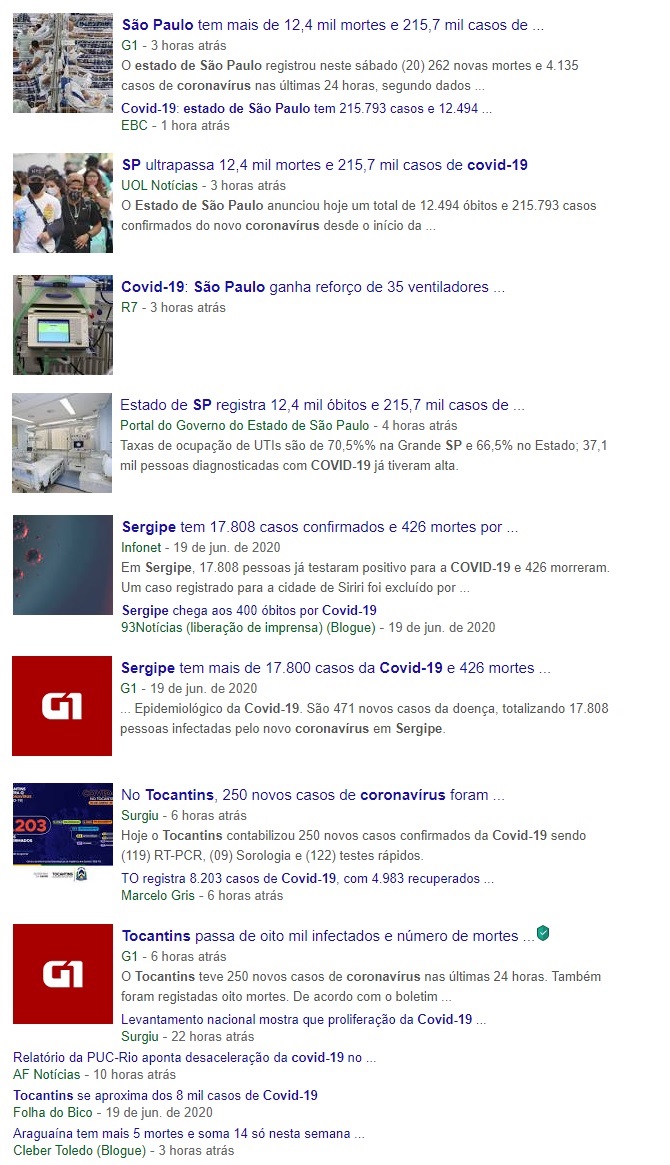 São Paulo tem mais de 12,4 mil mortes e 215,7 mil casos de ...
G1 - 3 horas atrás
O estado de São Paulo registrou neste sábado (20) 262 novas mortes e 4.135
casos de coronavírus nas últimas 24 horas, segundo dados ...
Covid-19: estado de São Paulo tem 215.793 casos e 12.494 ...
EBC - 1 hora atrás
SP ultrapassa 12,4 mil mortes e 215,7 mil casos de covid-19
UOL Notícias - 3 horas atrás
O Estado de São Paulo anunciou hoje um total de 12.494 óbitos e 215.793 casos
confirmados do novo coronavírus desde o início da ...
Covid-19: São Paulo ganha reforço de 35 ventiladores ...
R7 - 3 horas atrás
Estado de SP registra 12,4 mil óbitos e 215,7 mil casos de ...
Portal do Governo do Estado de São Paulo - 4 horas atrás
Taxas de ocupação de UTIs são de 70,5%% na Grande SP e 66,5% no Estado; 37,1
mil pessoas diagnosticadas com COVID-19 já tiveram alta.
Sergipe tem 17.808 casos confirmados e 426 mortes por ...
Infonet - 19 de jun. de 2020
Em Sergipe, 17.808 pessoas já testaram positivo para a COVID-19 e 426 morreram.
Um caso registrado para a cidade de Siriri foi excluído por ...
Sergipe chega aos 400 óbitos por Covid-19
93Notícias (liberação de imprensa) (Blogue) - 19 de jun. de 2020
G1
Sergipe tem mais de 17.800 casos da Covid-19 e 426 mortes ...
G1 - 19 de jun. de 2020
... Epidemiológico da Covid-19. São 471 novos casos da doença, totalizando 17.808
pessoas infectadas pelo novo coronavírus em Sergipe.
203
TOCANTINS
No Tocantins, 250 novos casos de coronavírus foram ...
Surgiu - 6 horas atrás
Hoje o Tocantins contabilizou 250 novos casos confirmados da Covid-19 sendo
(119) RT-PCR, (09) Sorologia e (122) testes rápidos.
TO registra 8.203 casos de Covid-19, com 4.983 recuperados ...
Marcelo Gris - 6 horas atrás
G1
Tocantins passa de oito mil infectados e número de mortes ...
G1 - 6 horas atrás
O Tocantins teve 250 novos casos de coronavírus nas últimas 24 horas. Também
foram registadas oito mortes. De acordo com o boletim ...
Levantamento nacional mostra que proliferação da Covid-19 ...
Surgiu - 22 horas atrás
Relatório da PUC-Rio aponta desaceleração da covid-19 no ...
AF Notícias - 10 horas atrás
Tocantins se aproxima dos 8 mil casos de Covid-19
Folha do Bico - 19 de jun. de 2020
Araguaína tem mais 5 mortes e soma 14 só nesta semana ...
Cleber Toledo (Blogue) - 3 horas atrás